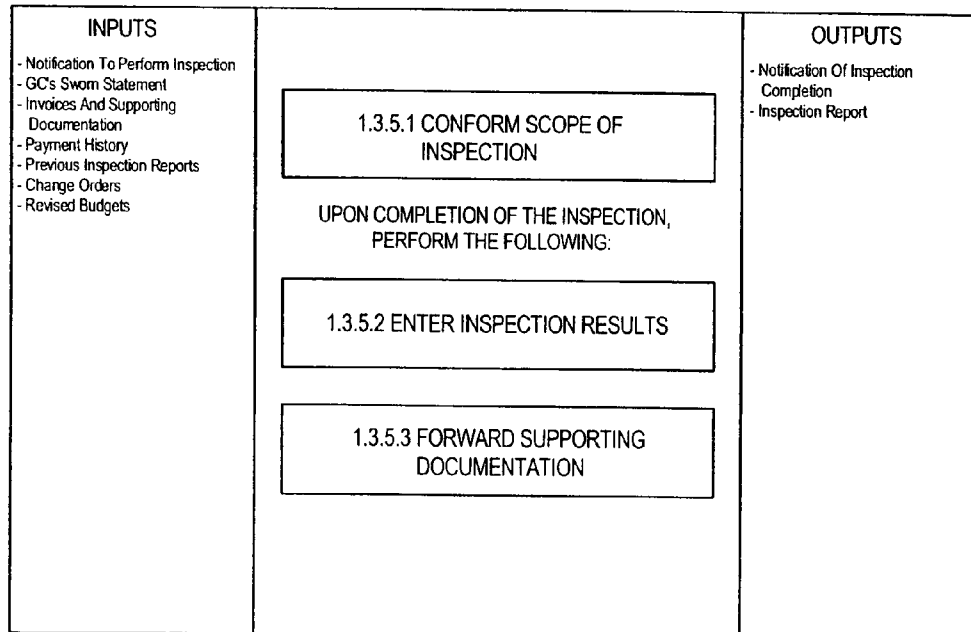 INPUTS
- Notification To Perform Inspection
- GC's Sworn Statement
- Invoices And Supporting
Documentation
- Payment History
- Previous Inspection Reports
- Change Orders
- Revised Budgets
1.3.5.1 CONFORM SCOPE OF
INSPECTION
UPON COMPLETION OF THE INSPECTION,
PERFORM THE FOLLOWING:
1.3.5.2 ENTER INSPECTION RESULTS
1.3.5.3 FORWARD SUPPORTING
DOCUMENTATION
OUTPUTS
- Notification Of Inspection
Completion
- Inspection Report